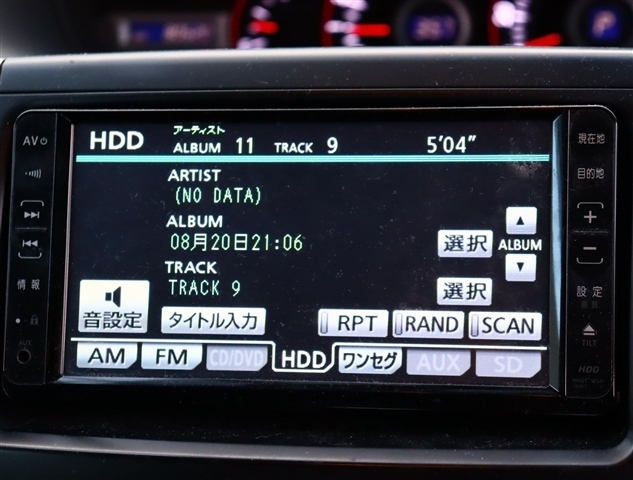 HDD アーティスト ALBUM 11 TRACK 9 5'04"
ARTIST
(NO DATA)
ALBUM
08月20日21:06
選択 ▲ ALBUM ▼
TRACK
TRACK 9
選択
音設定 タイトル入力 RPT RAND SCAN
AM FM CD/DVD HDD ワンセグ AUX SD
AV
▶▶|
|◀◀
情報
AUX
現在地
目的地
+
−
設定
TILT
HDD